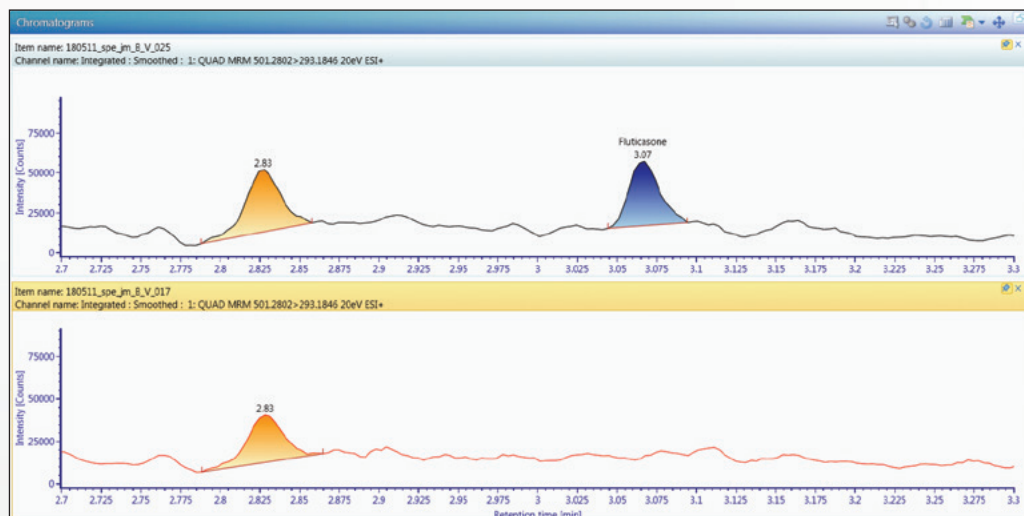 Chromatograms
Item name: 180511_spe_jm_8_V_025
Channel name: Integrated : Smoothed : 1: QUAD MRM 501.2802>293.1846 20eV ESI+
Intensity [Counts]
75000
50000
25000
0
2.83
Fluticasone
3.07
2.7 2.725 2.75 2.775 2.8 2.825 2.85 2.875 2.9 2.925 2.95 2.975 3 3.025 3.05 3.075 3.1 3.125 3.15 3.175 3.2 3.225 3.25 3.275 3.3
Item name: 180511_spe_jm_8_V_017
Channel name: Integrated : Smoothed : 1: QUAD MRM 501.2802>293.1846 20eV ESI+
Intensity [Counts]
75000
50000
25000
0
2.83
2.7 2.725 2.75 2.775 2.8 2.825 2.85 2.875 2.9 2.925 2.95 2.975 3 3.025 3.05 3.075 3.1 3.125 3.15 3.175 3.2 3.225 3.25 3.275 3.3
Retention time [min]